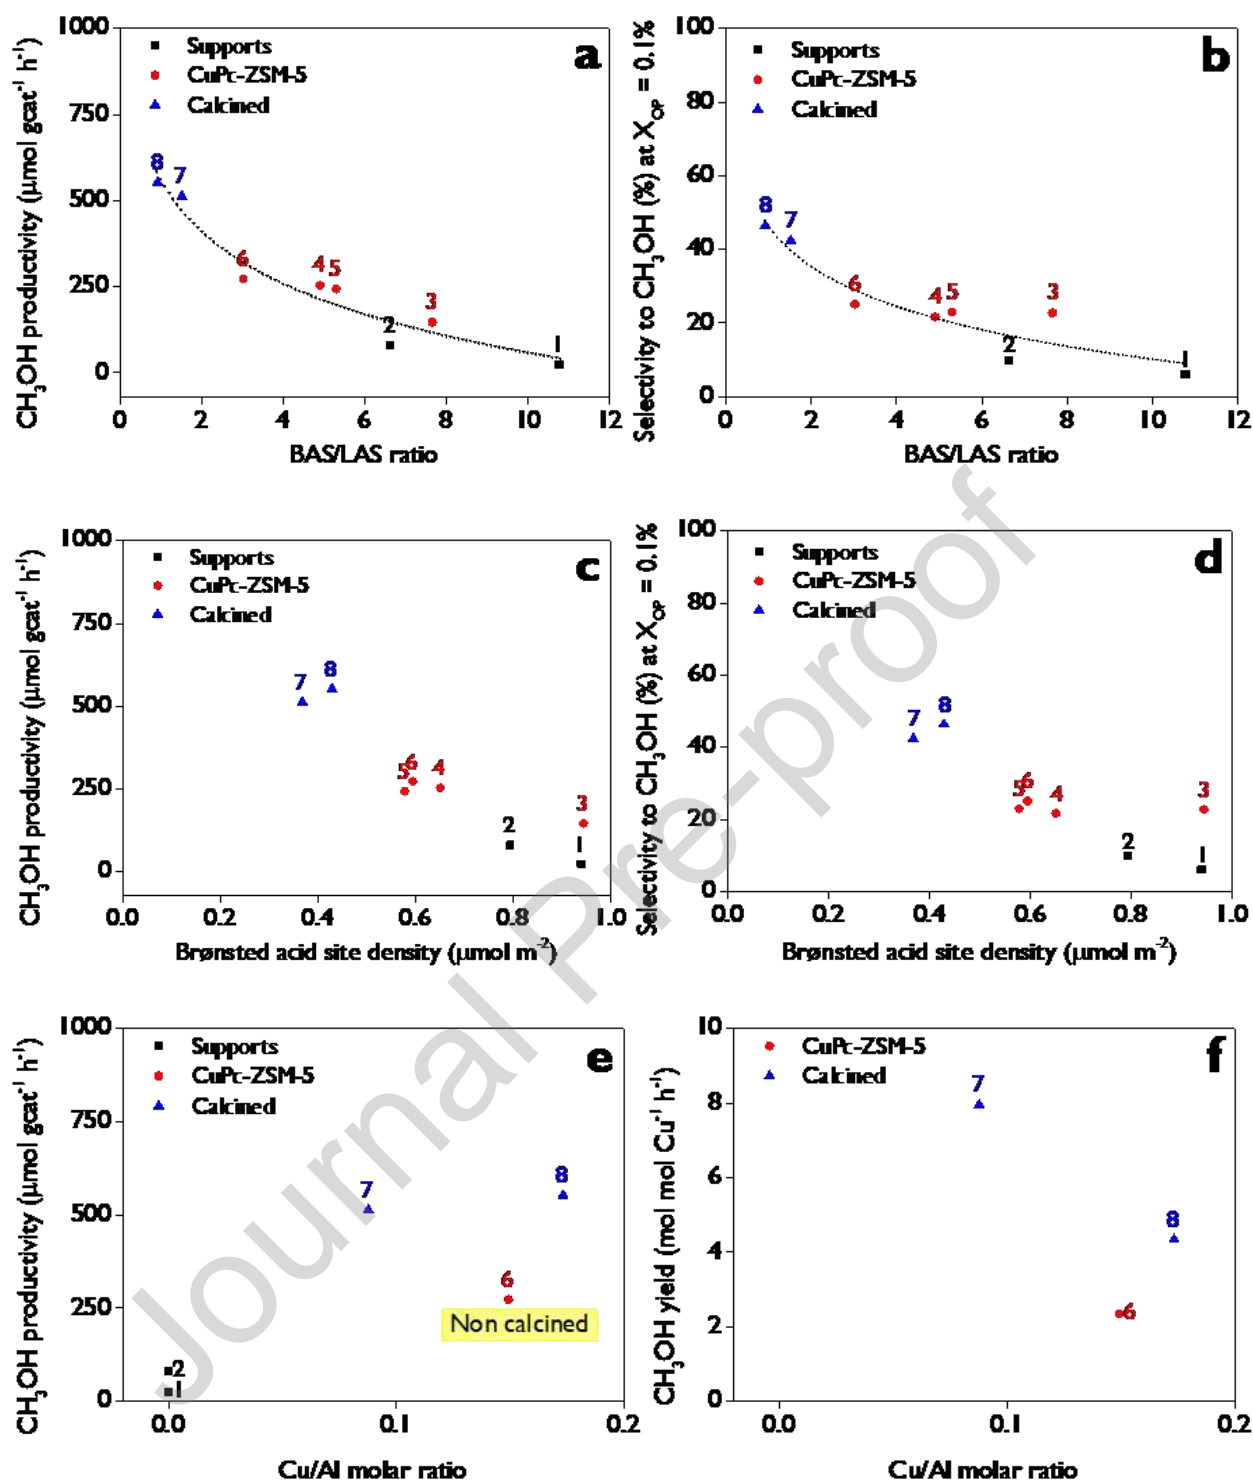 1000
750
500
250
0
CH₃OH productivity (µmol gcat⁻¹ h⁻¹)
Supports
CuPc-ZSM-5
Calcined
a
8
7
6
4
5
3
2
1
0 2 4 6 8 10 12
BAS/LAS ratio
100
80
60
40
20
0
Selectivity to CH₃OH (%) at X_OP = 0.1%
Supports
CuPc-ZSM-5
Calcined
b
8
7
6
4
5
3
2
1
0 2 4 6 8 10 12
BAS/LAS ratio
1000
750
500
250
0
CH₃OH productivity (µmol gcat⁻¹ h⁻¹)
Supports
CuPc-ZSM-5
Calcined
c
7
8
5
6
4
3
2
1
0.0 0.2 0.4 0.6 0.8 1.0
Brønsted acid site density (µmol m⁻²)
100
80
60
40
20
0
Selectivity to CH₃OH (%) at X_OP = 0.1%
Supports
CuPc-ZSM-5
Calcined
d
7
8
5
6
4
3
2
1
0.0 0.2 0.4 0.6 0.8 1.0
Brønsted acid site density (µmol m⁻²)
1000
750
500
250
0
CH₃OH productivity (µmol gcat⁻¹ h⁻¹)
Supports
CuPc-ZSM-5
Calcined
e
7
8
6
Non calcined
2
1
0.0 0.1 0.2
Cu/Al molar ratio
10
8
6
4
2
0
CH₃OH yield (mol mol Cu⁻¹ h⁻¹)
CuPc-ZSM-5
Calcined
f
7
8
6
0.0 0.1 0.2
Cu/Al molar ratio
Journal Pre-proof